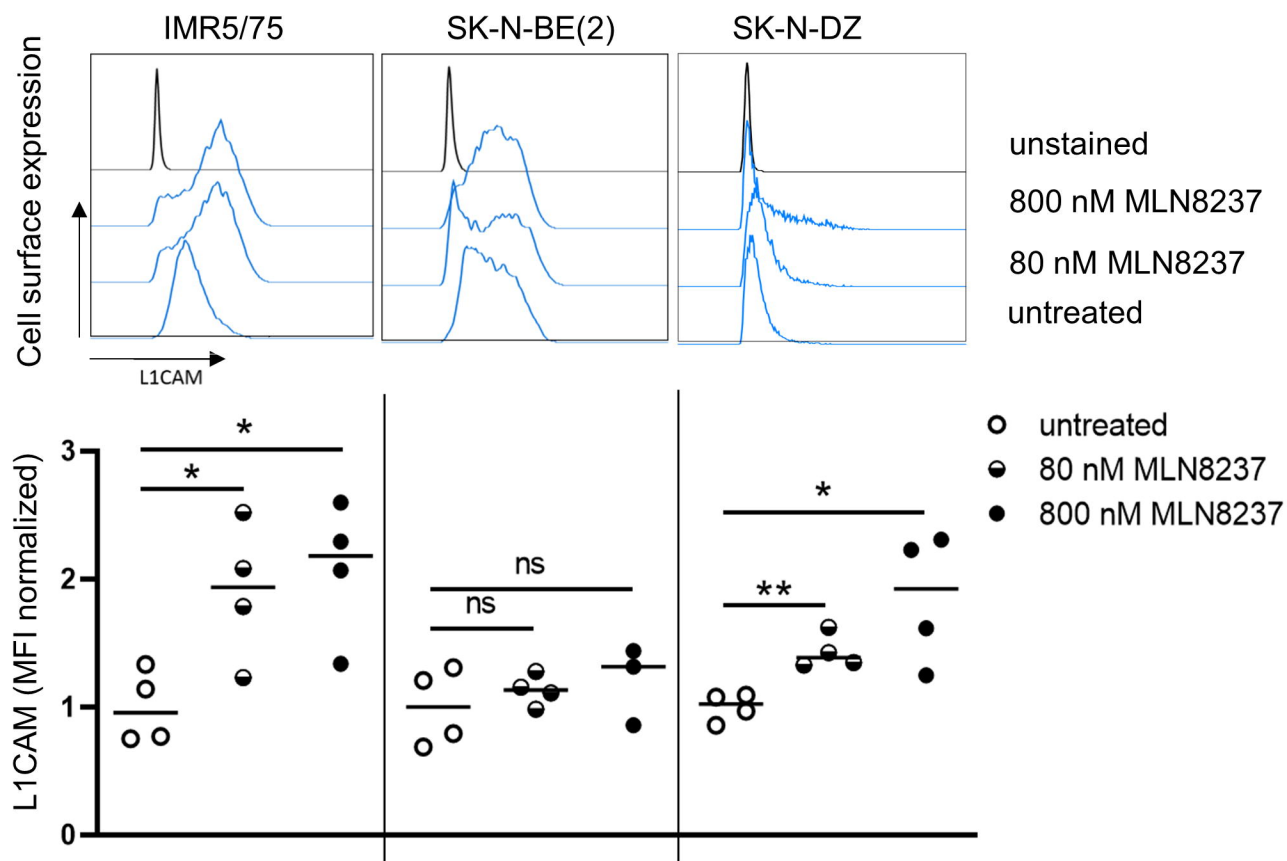 IMR5/75
SK-N-BE(2)
SK-N-DZ
Cell surface expression
L1CAM
unstained
800 nM MLN8237
80 nM MLN8237
untreated
L1CAM (MFI normalized)
3
2
1
0
*
*
ns
ns
*
**
untreated
80 nM MLN8237
800 nM MLN8237